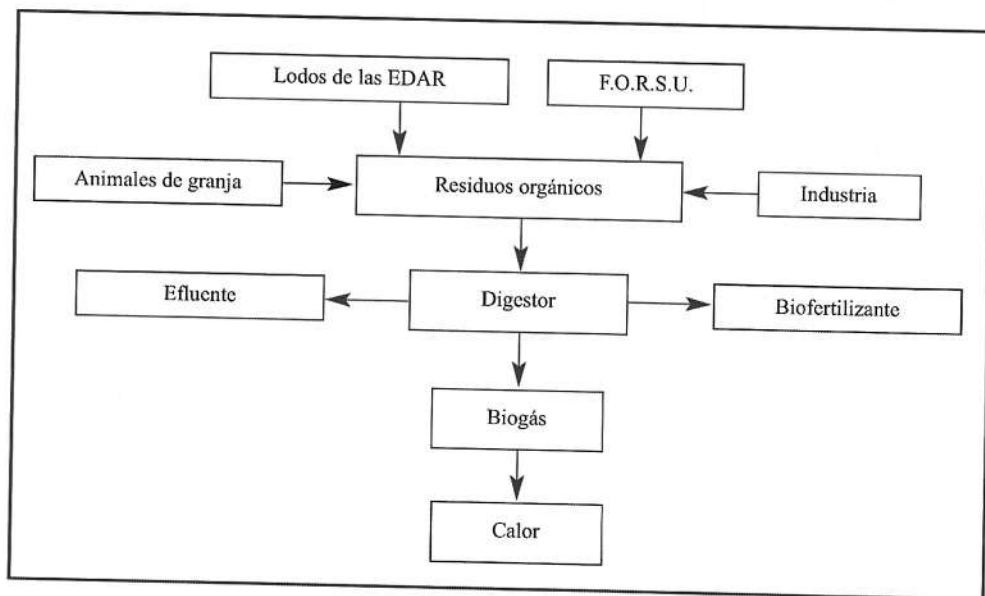 Lodos de las EDAR
F.O.R.S.U.
Animales de granja
Residuos orgánicos
Industria
Efluente
Digestor
Biofertilizante
Biogás
Calor